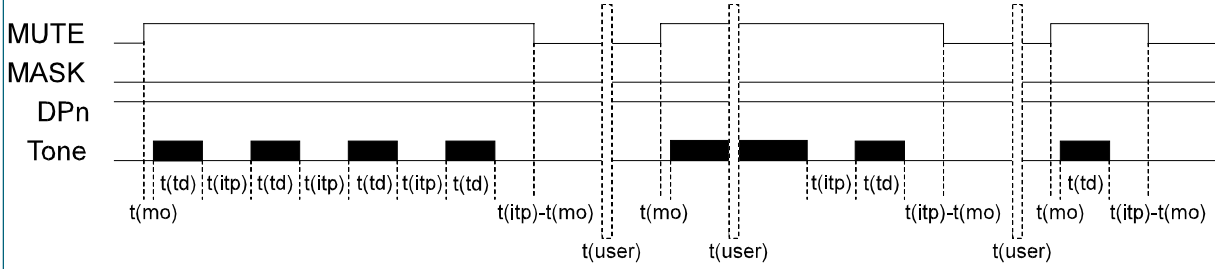 MUTE
MASK
DPn
Tone
t(td) t(itp) t(td) t(itp) t(td) t(itp) t(td) t(itp) t(td) t(td)
t(mo) t(itp)-t(mo) t(mo) t(itp)-t(mo) t(mo) t(itp)-t(mo)
t(user) t(user) t(user)